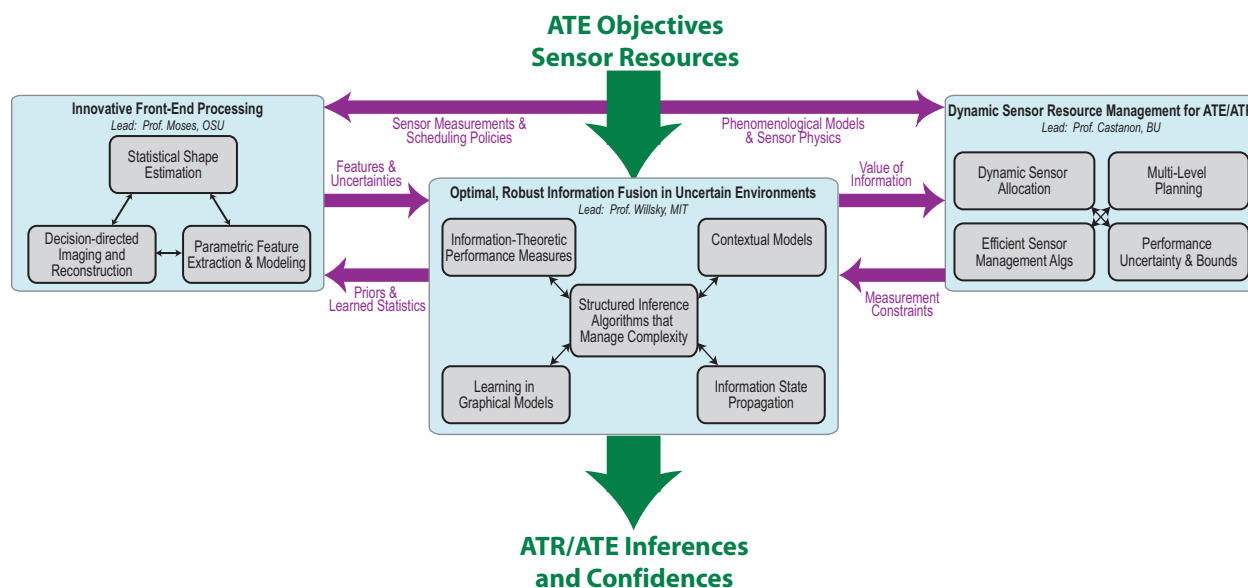 ATE Objectives
Sensor Resources
Innovative Front-End Processing
Lead: Prof. Moses, OSU
Statistical Shape
Estimation
Decision-directed
Imaging and
Reconstruction
Parametric Feature
Extraction & Modeling
Sensor Measurements &
Scheduling Policies
Phenomenological Models
& Sensor Physics
Features &
Uncertainties
Priors &
Learned Statistics
Optimal, Robust Information Fusion in Uncertain Environments
Lead: Prof. Willsky, MIT
Information-Theoretic
Performance Measures
Contextual Models
Structured Inference
Algorithms that
Manage Complexity
Learning in
Graphical Models
Information State
Propagation
Value of
Information
Measurement
Constraints
Dynamic Sensor Resource Management for ATE/ATE
Lead: Prof. Castanon, BU
Dynamic Sensor
Allocation
Multi-Level
Planning
Efficient Sensor
Management Algs
Performance
Uncertainty & Bounds
ATR/ATE Inferences
and Confidences